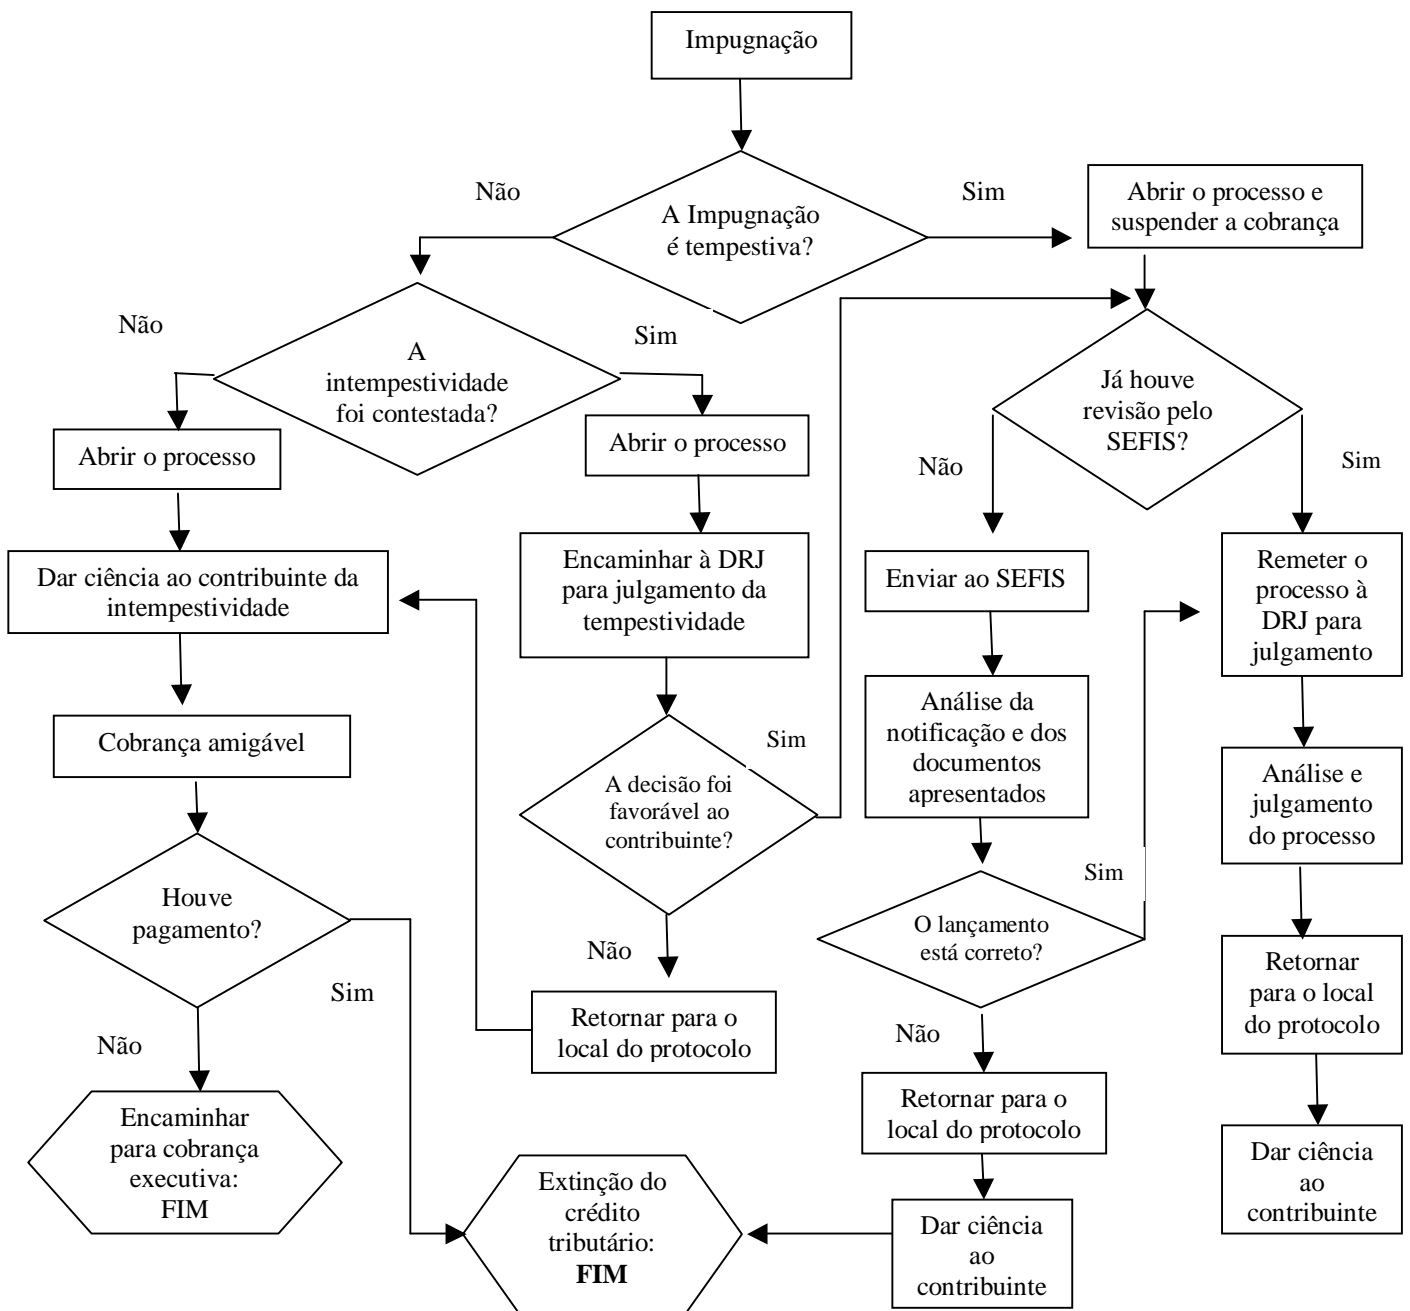 Impugnação
Não
Sim
A Impugnação
é tempestiva?
Abrir o processo e
suspender a cobrança
Não
Sim
A
intempestividade
foi contestada?
Já houve
revisão pelo
SEFIS?
Abrir o processo
Abrir o processo
Não
Sim
Dar ciência ao contribuinte da
intempestividade
Encaminhar à DRJ
para julgamento da
tempestividade
Enviar ao SEFIS
Remeter o
processo à
DRJ para
julgamento
Cobrança amigável
Sim
A decisão foi
favorável ao
contribuinte?
Análise da
notificação e dos
documentos
apresentados
Análise e
julgamento
do processo
Houve
pagamento?
Sim
Não
Sim
O lançamento
está correto?
Retornar
para o local
do protocolo
Não
Retornar para o
local do protocolo
Não
Retornar para o
local do protocolo
Encaminhar
para cobrança
executiva:
FIM
Extinção do
crédito
tributário:
FIM
Dar ciência
ao
contribuinte
Dar ciência
ao
contribuinte